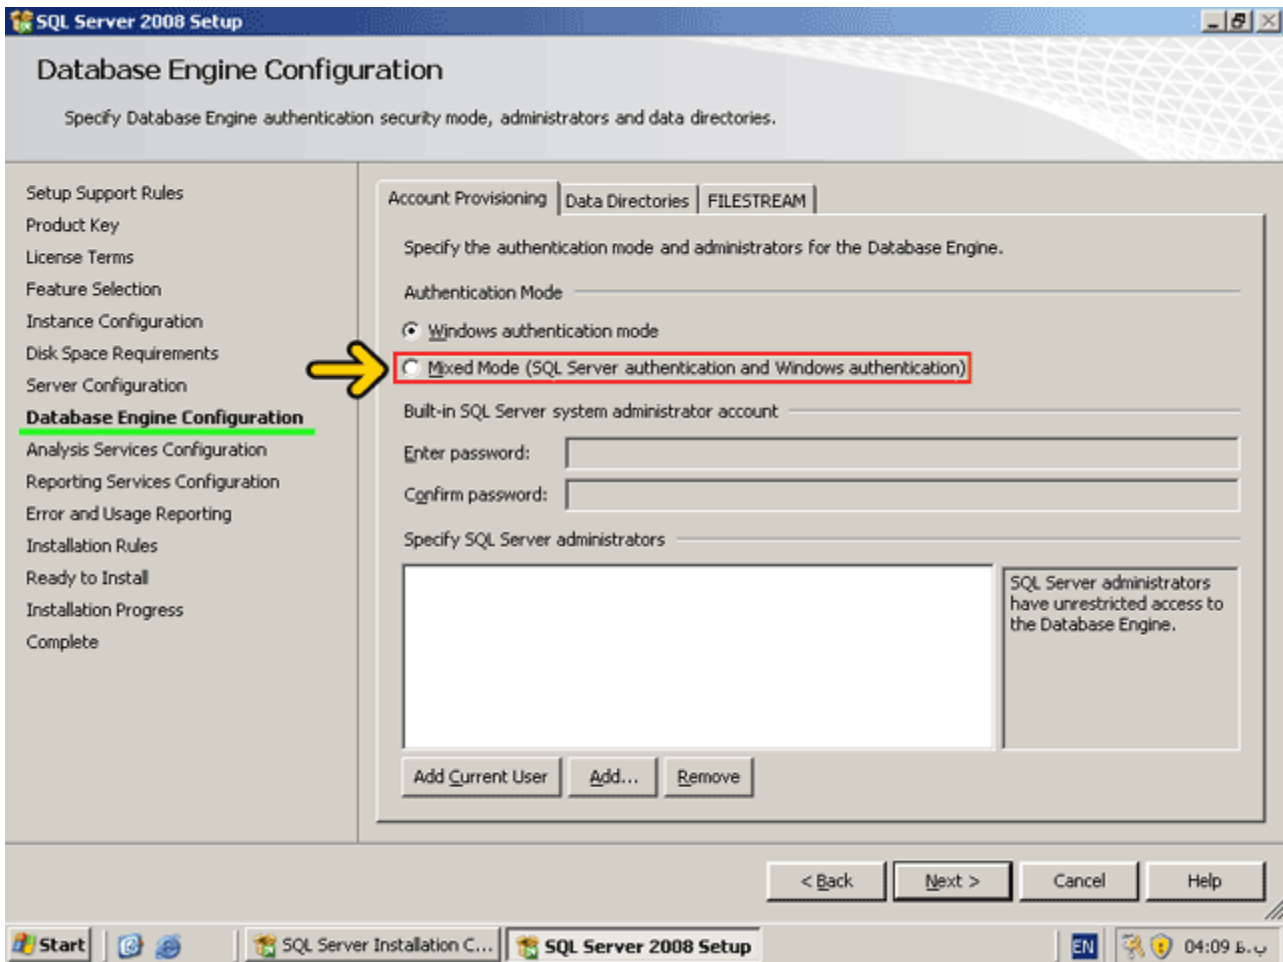 SQL Server 2008 Setup
Database Engine Configuration
Specify Database Engine authentication security mode, administrators and data directories.
Setup Support Rules
Product Key
License Terms
Feature Selection
Instance Configuration
Disk Space Requirements
Server Configuration
Database Engine Configuration
Analysis Services Configuration
Reporting Services Configuration
Error and Usage Reporting
Installation Rules
Ready to Install
Installation Progress
Complete
Account Provisioning
Data Directories
FILESTREAM
Specify the authentication mode and administrators for the Database Engine.
Authentication Mode
Windows authentication mode
Mixed Mode (SQL Server authentication and Windows authentication)
Built-in SQL Server system administrator account
Enter password:
Confirm password:
Specify SQL Server administrators
SQL Server administrators
have unrestricted access to
the Database Engine.
Add Current User
Add...
Remove
< Back
Next >
Cancel
Help
Start
SQL Server Installation C...
SQL Server 2008 Setup
EN
04:09 ب.ظ